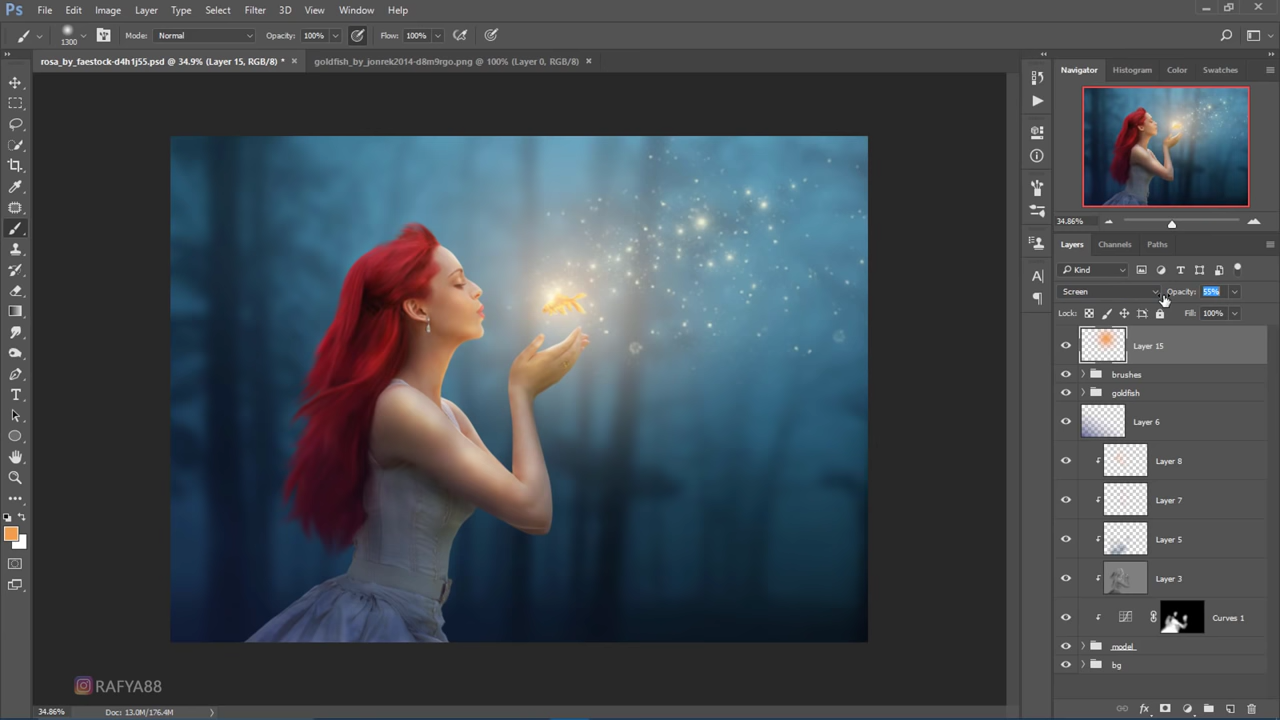 Ps File Edit Image Layer Type Select Filter 3D View Window Help
1300 Mode: Normal Opacity: 100% Flow: 100%
rosa_by_faestock-d4h1j55.psd @ 34.9% (Layer 15, RGB/8) * × goldfish_by_jonrek2014-d8m9rgo.png @ 100% (Layer 0, RGB/8) ×
Navigator Histogram Color Swatches
34.86%
Layers Channels Paths
Kind
Screen Opacity: 55%
Lock: Fill: 100%
Layer 15
brushes
goldfish
Layer 6
Layer 8
Layer 7
Layer 5
Layer 3
Curves 1
model
bg
RAFYA88
34.86% Doc: 13.0M/176.4M